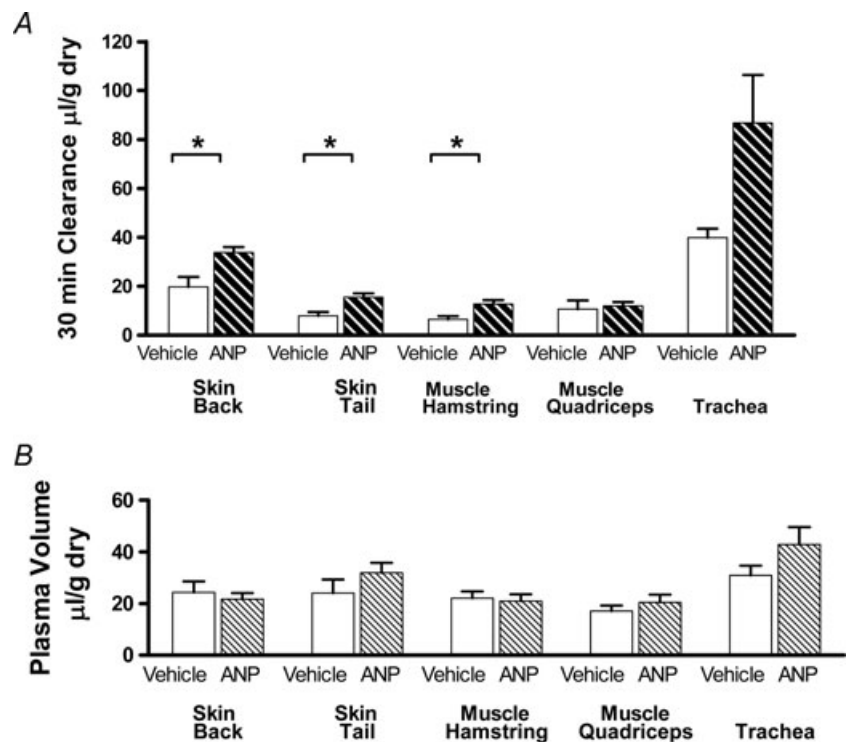 A
30 min Clearance µl/g dry
120
100
80
60
40
20
0
* * *
Vehicle ANP Vehicle ANP Vehicle ANP Vehicle ANP Vehicle ANP
Skin Skin Muscle Muscle
Back Tail Hamstring Quadriceps Trachea
B
Plasma Volume
µl/g dry
60
40
20
0
Vehicle ANP Vehicle ANP Vehicle ANP Vehicle ANP Vehicle ANP
Skin Skin Muscle Muscle
Back Tail Hamstring Quadriceps Trachea